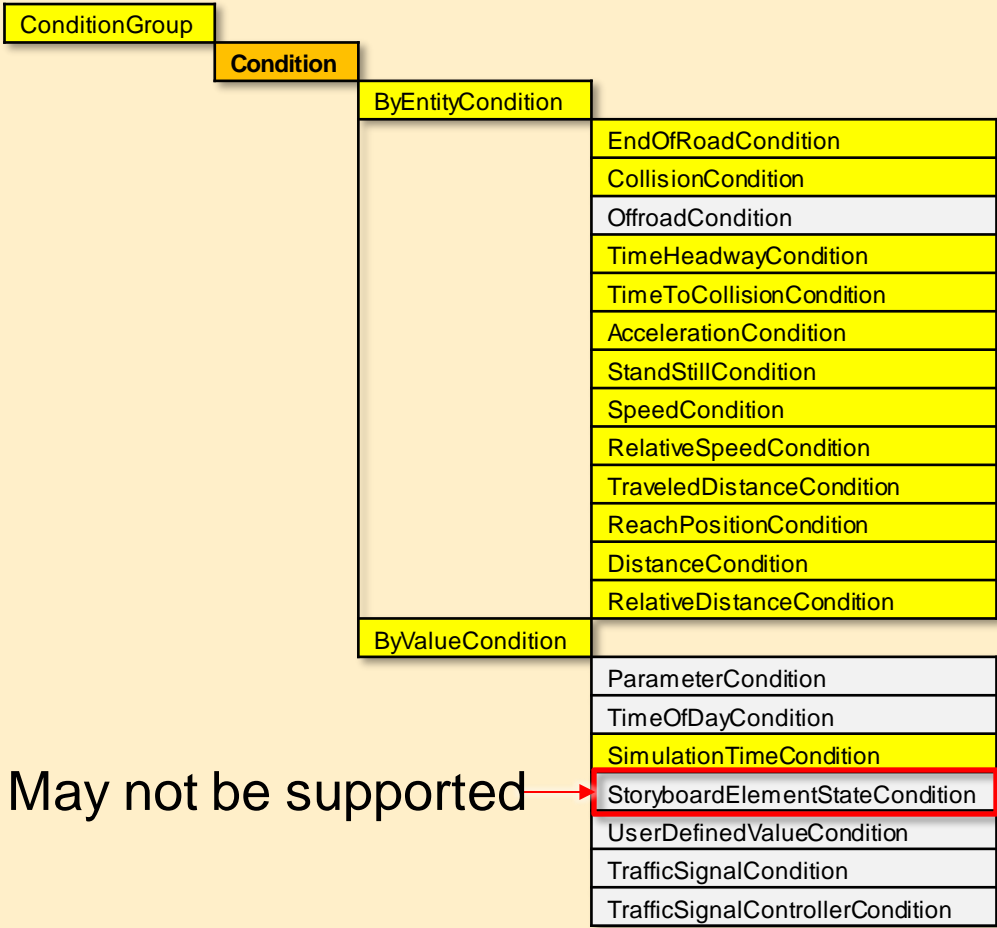 ConditionGroup
Condition
ByEntityCondition
EndOfRoadCondition
CollisionCondition
OffroadCondition
TimeHeadwayCondition
TimeToCollisionCondition
AccelerationCondition
StandStillCondition
SpeedCondition
RelativeSpeedCondition
TraveledDistanceCondition
ReachPositionCondition
DistanceCondition
RelativeDistanceCondition
ByValueCondition
ParameterCondition
TimeOfDayCondition
SimulationTimeCondition
May not be supported
StoryboardElementStateCondition
UserDefinedValueCondition
TrafficSignalCondition
TrafficSignalControllerCondition